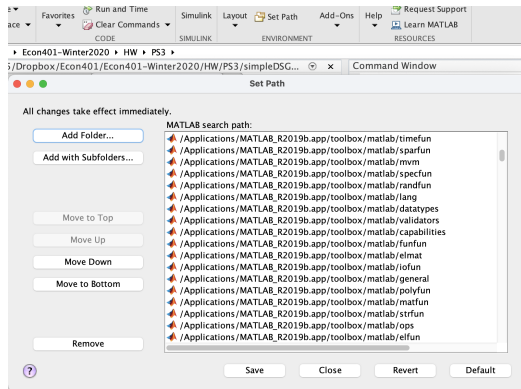 Favorites
Run and Time
Clear Commands
CODE
Simulink
SIMULINK
Layout
Set Path
ENVIRONMENT
Add-Ons
Help
Request Support
Learn MATLAB
RESOURCES
Econ401-Winter2020 ▸ HW ▸ PS3 ▸
/Dropbox/Econ401/Econ401-Winter2020/HW/PS3/simpleDSG...
Command Window
Set Path
All changes take effect immediately.
MATLAB search path:
Add Folder...
Add with Subfolders...
Move to Top
Move Up
Move Down
Move to Bottom
Remove
/Applications/MATLAB_R2019b.app/toolbox/matlab/timefun
/Applications/MATLAB_R2019b.app/toolbox/matlab/sparfun
/Applications/MATLAB_R2019b.app/toolbox/matlab/mvm
/Applications/MATLAB_R2019b.app/toolbox/matlab/specfun
/Applications/MATLAB_R2019b.app/toolbox/matlab/randfun
/Applications/MATLAB_R2019b.app/toolbox/matlab/lang
/Applications/MATLAB_R2019b.app/toolbox/matlab/datatypes
/Applications/MATLAB_R2019b.app/toolbox/matlab/validators
/Applications/MATLAB_R2019b.app/toolbox/matlab/capabilities
/Applications/MATLAB_R2019b.app/toolbox/matlab/funfun
/Applications/MATLAB_R2019b.app/toolbox/matlab/elmat
/Applications/MATLAB_R2019b.app/toolbox/matlab/iofun
/Applications/MATLAB_R2019b.app/toolbox/matlab/general
/Applications/MATLAB_R2019b.app/toolbox/matlab/polyfun
/Applications/MATLAB_R2019b.app/toolbox/matlab/matfun
/Applications/MATLAB_R2019b.app/toolbox/matlab/strfun
/Applications/MATLAB_R2019b.app/toolbox/matlab/ops
/Applications/MATLAB_R2019b.app/toolbox/matlab/elfun
?
Save
Close
Revert
Default